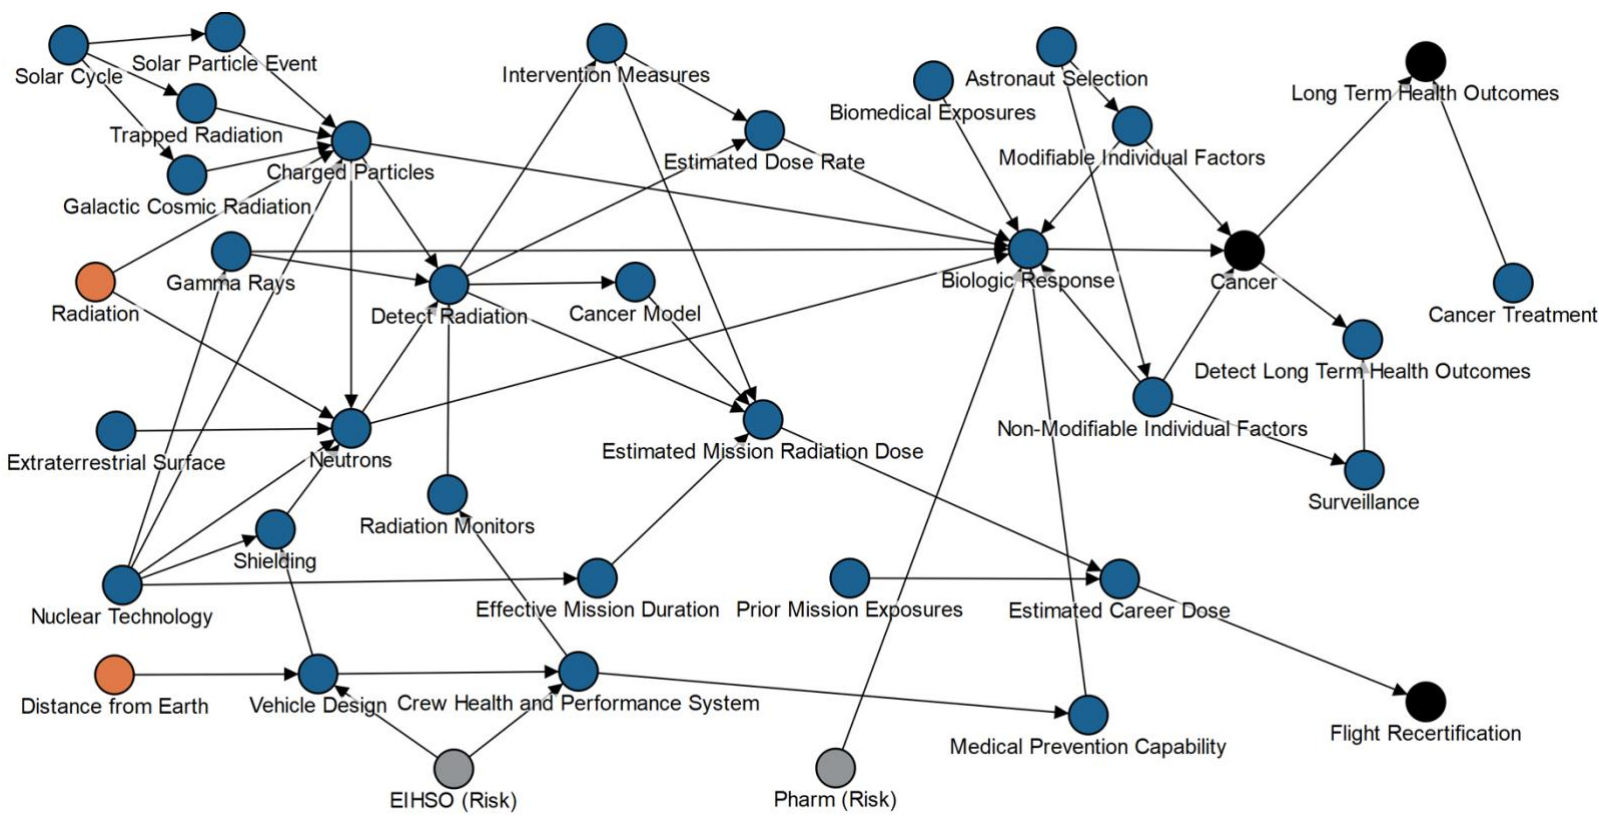 Solar Cycle
Solar Particle Event
Intervention Measures
Astronaut Selection
Biomedical Exposures
Long Term Health Outcomes
Trapped Radiation
Charged Particles
Estimated Dose Rate
Modifiable Individual Factors
Galactic Cosmic Radiation
Gamma Rays
Radiation
Detect Radiation
Cancer Model
Biologic Response
Cancer
Cancer Treatment
Detect Long Term Health Outcomes
Extraterrestrial Surface
Neutrons
Estimated Mission Radiation Dose
Non-Modifiable Individual Factors
Surveillance
Radiation Monitors
Shielding
Nuclear Technology
Effective Mission Duration
Prior Mission Exposures
Estimated Career Dose
Distance from Earth
Vehicle Design
Crew Health and Performance System
Medical Prevention Capability
Flight Recertification
EIHSO (Risk)
Pharm (Risk)